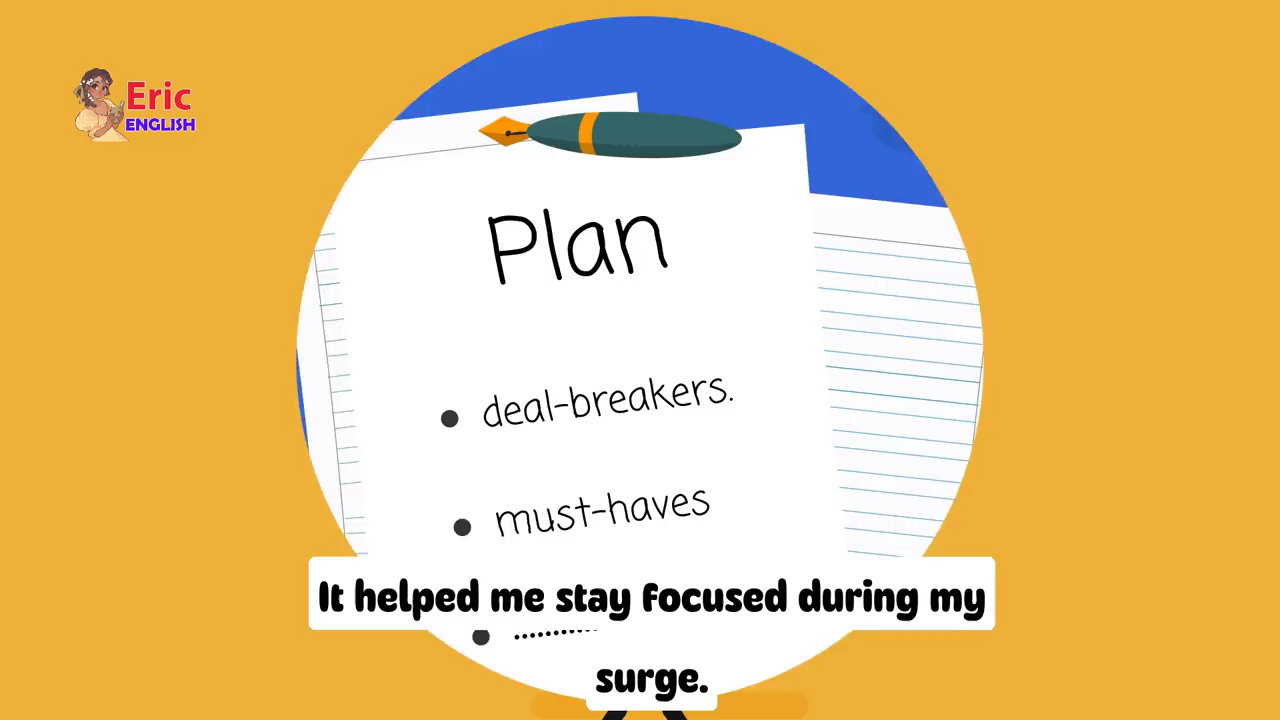 Eric
ENGLISH
Plan
deal-breakers.
must-haves
It helped me stay focused during my
surge.